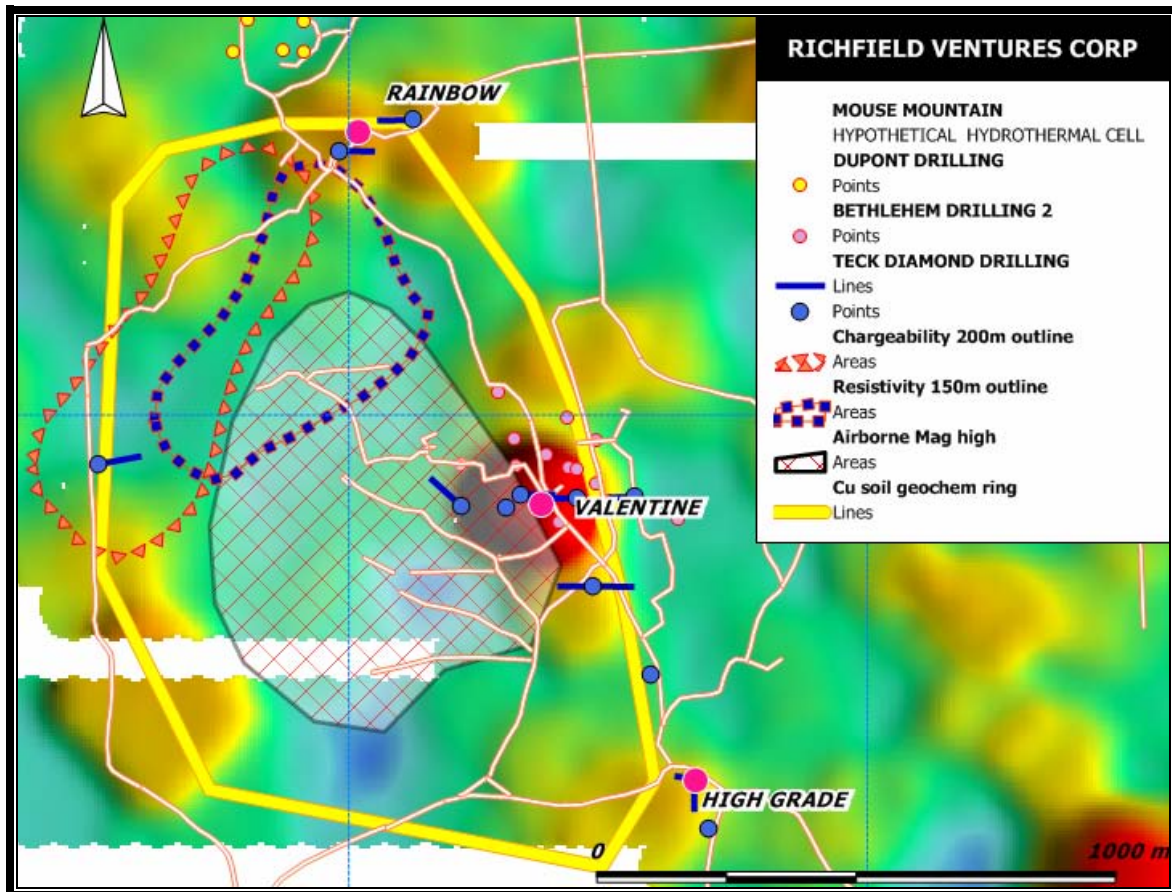 RICHFIELD VENTURES CORP
MOUSE MOUNTAIN
HYPOTHETICAL HYDROTHERMAL CELL
DUPONT DRILLING
Points
BETHLEHEM DRILLING 2
Points
TECK DIAMOND DRILLING
Lines
Points
Chargeability 200m outline
Areas
Resistivity 150m outline
Areas
Airborne Mag high
Areas
Cu soil geochem ring
Lines
RAINBOW
VALENTINE
HIGH GRADE
0 1000 m